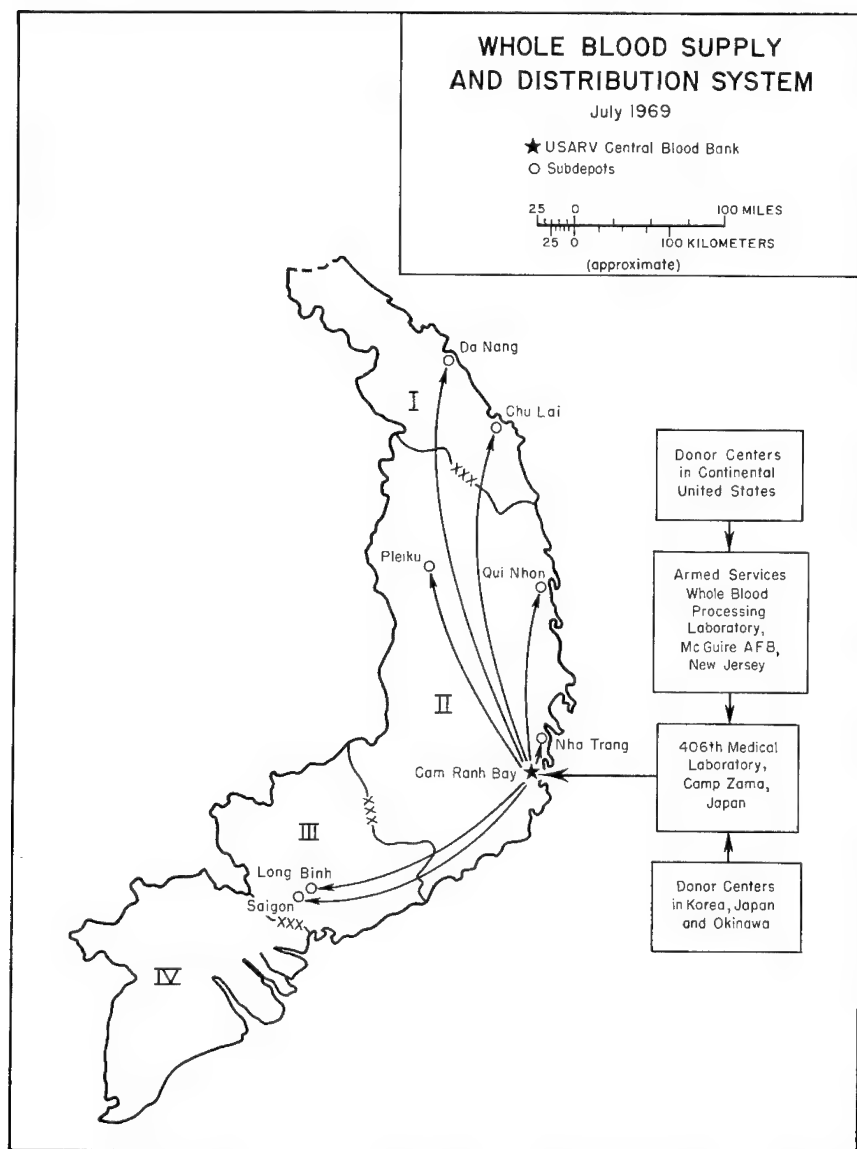 WHOLE BLOOD SUPPLY
AND DISTRIBUTION SYSTEM
July 1969
★ USARV Central Blood Bank
○ Subdepots
25 0 100 MILES
25 0 100 KILOMETERS
(approximate)
Da Nang
I
Chu Lai
XXX
Pleiku
Qui Nhon
II
Nha Trang
Cam Ranh Bay
XXX
III
Long Binh
Saigon
XXX
IV
Donor Centers
in Continental
United States
Armed Services
Whole Blood
Processing
Laboratory,
McGuire AFB,
New Jersey
406th Medical
Laboratory,
Camp Zama,
Japan
Donor Centers
in Korea, Japan
and Okinawa